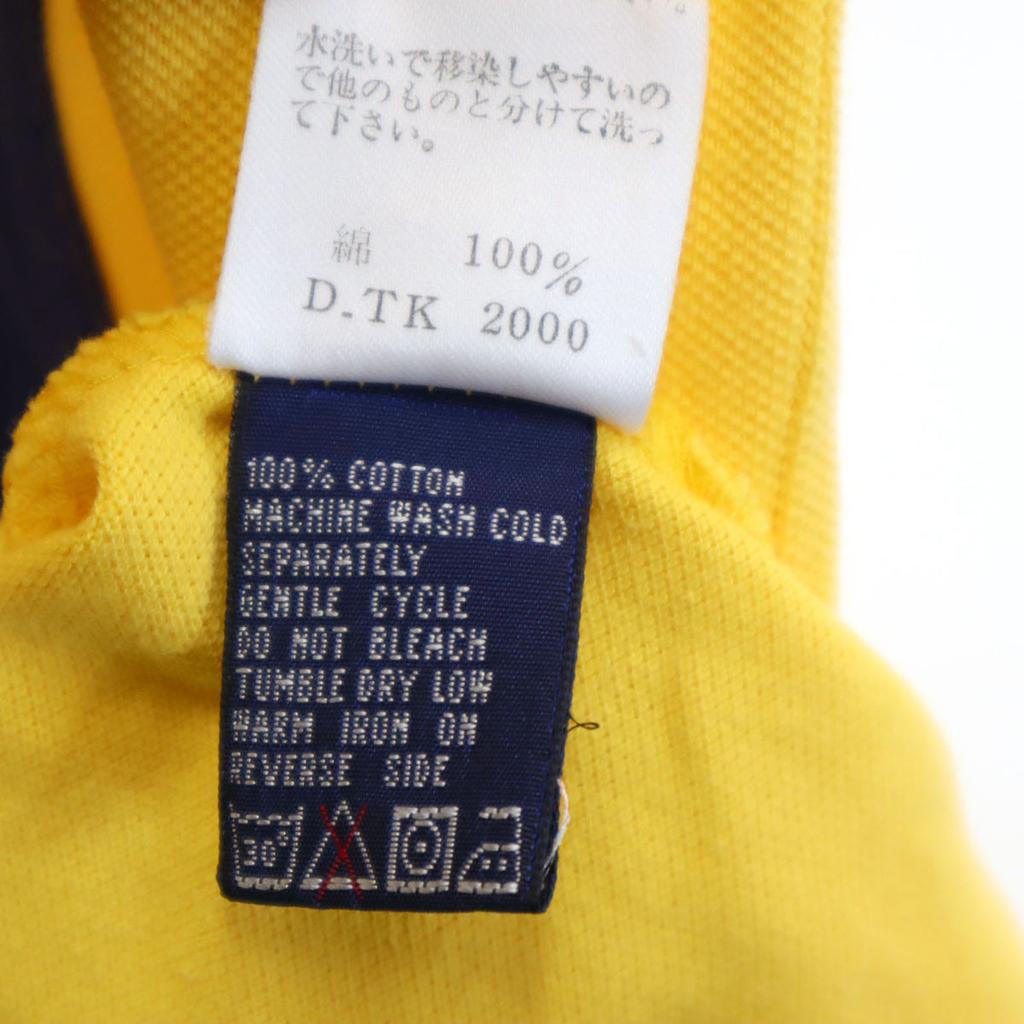 水洗いで移染しやすいの
で他のものと分けて洗っ
て下さい。
綿 100%
D.TK 2000
100% COTTON
MACHINE WASH COLD
SEPARATELY
GENTLE CYCLE
DO NOT BLEACH
TUMBLE DRY LOW
WARM IRON ON
REVERSE SIDE
30°